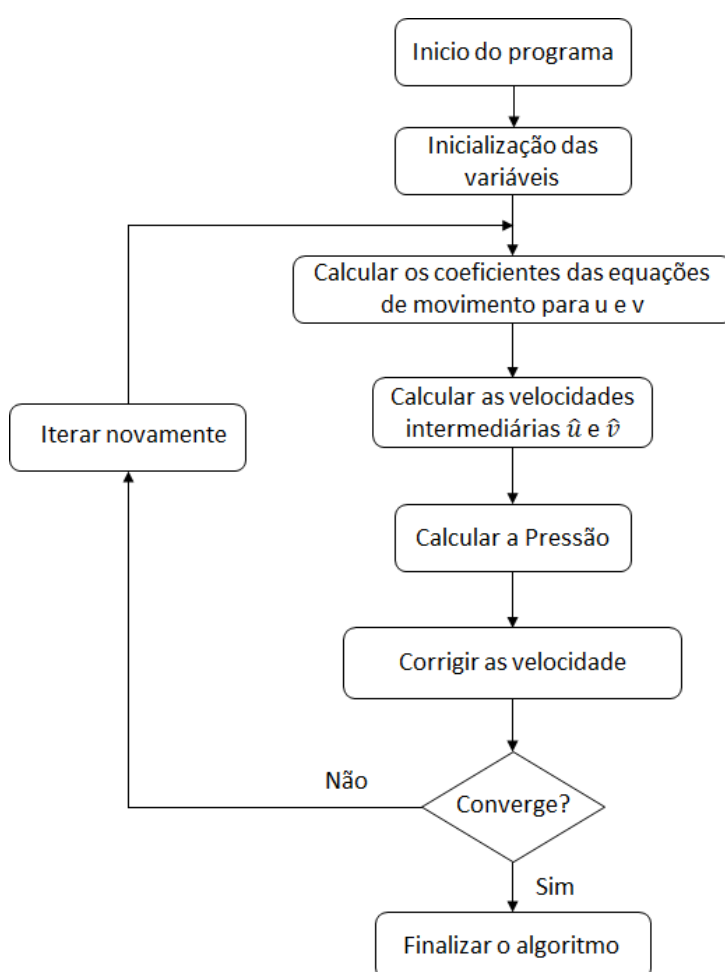 Inicio do programa
Inicialização das
variáveis
Calcular os coeficientes das equações
de movimento para u e v
Calcular as velocidades
intermediárias û e v̂
Iterar novamente
Calcular a Pressão
Corrigir as velocidade
Não
Converge?
Sim
Finalizar o algoritmo